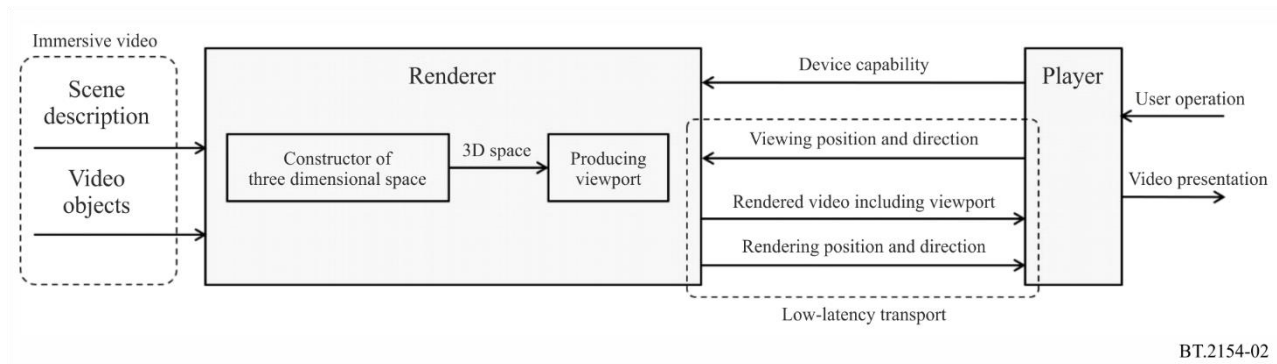 Immersive video
Scene
description
Video
objects
Renderer
Constructor of
three dimensional space
3D space
Producing
viewport
Device capability
Viewing position and direction
Rendered video including viewport
Rendering position and direction
Low-latency transport
Player
User operation
Video presentation
BT.2154-02